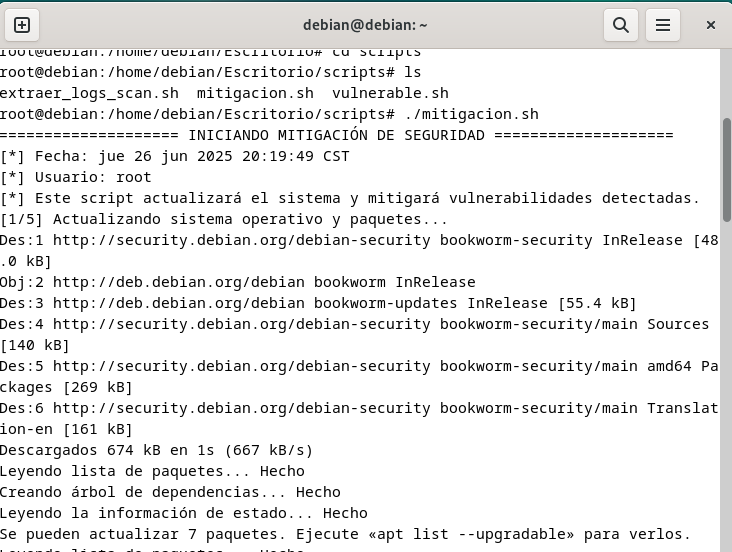 debian@debian: ~
root@debian:/home/debian/Escritorio# cd scripts
root@debian:/home/debian/Escritorio/scripts# ls
extraer_logs_scan.sh  mitigacion.sh  vulnerable.sh
root@debian:/home/debian/Escritorio/scripts# ./mitigacion.sh
==================== INICIANDO MITIGACIÓN DE SEGURIDAD ====================
[*] Fecha: jue 26 jun 2025 20:19:49 CST
[*] Usuario: root
[*] Este script actualizará el sistema y mitigará vulnerabilidades detectadas.
[1/5] Actualizando sistema operativo y paquetes...
Des:1 http://security.debian.org/debian-security bookworm-security InRelease [48
.0 kB]
Obj:2 http://deb.debian.org/debian bookworm InRelease
Des:3 http://deb.debian.org/debian bookworm-updates InRelease [55.4 kB]
Des:4 http://security.debian.org/debian-security bookworm-security/main Sources
[140 kB]
Des:5 http://security.debian.org/debian-security bookworm-security/main amd64 Pa
ckages [269 kB]
Des:6 http://security.debian.org/debian-security bookworm-security/main Translat
ion-en [161 kB]
Descargados 674 kB en 1s (667 kB/s)
Leyendo lista de paquetes... Hecho
Creando árbol de dependencias... Hecho
Leyendo la información de estado... Hecho
Se pueden actualizar 7 paquetes. Ejecute «apt list --upgradable» para verlos.
Leyendo lista de paquetes... Hecho